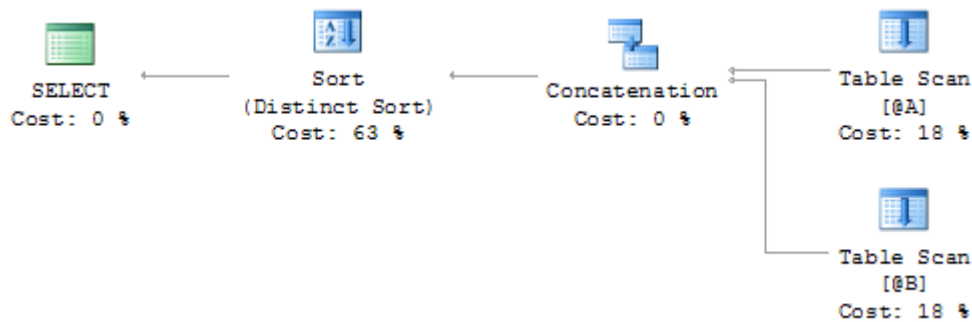 SELECT
Cost: 0 %
Sort
(Distinct Sort)
Cost: 63 %
Concatenation
Cost: 0 %
Table Scan
[@A]
Cost: 18 %
Table Scan
[@B]
Cost: 18 %